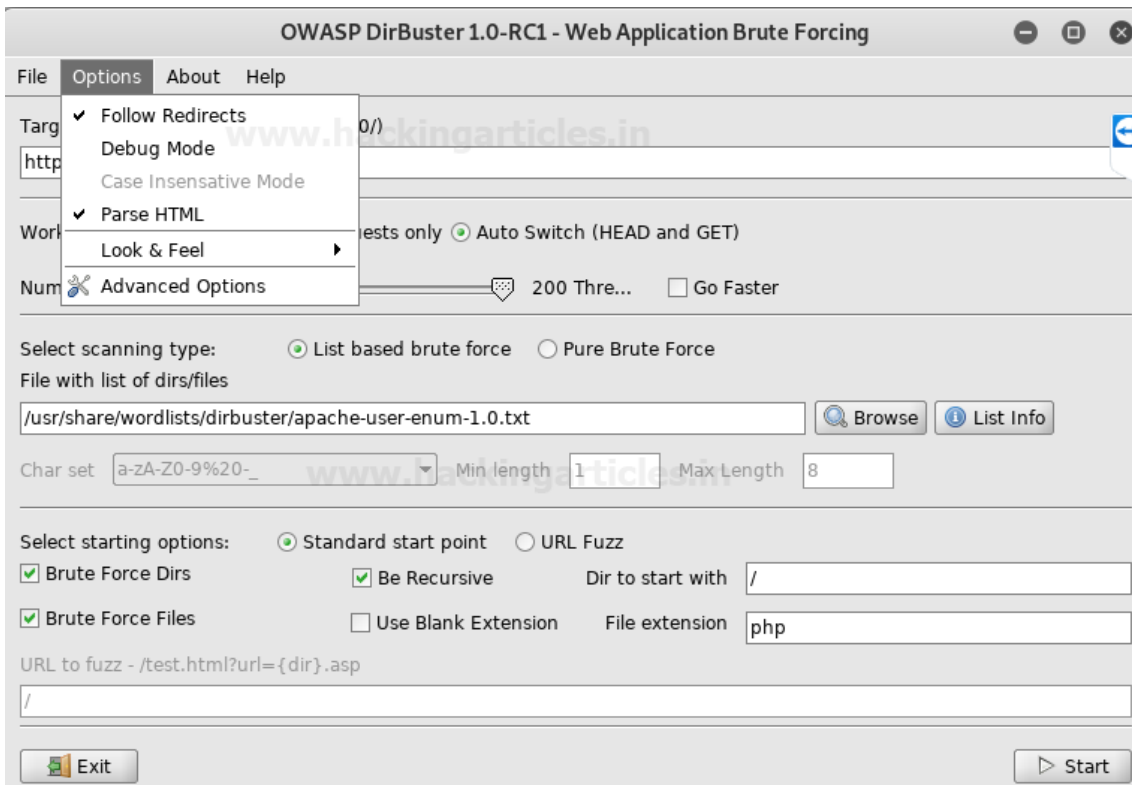 OWASP DirBuster 1.0-RC1 - Web Application Brute Forcing
File Options About Help
Follow Redirects
Debug Mode
Case Insensative Mode
Parse HTML
Look & Feel
Advanced Options
Targ 0/)
www.hackingarticles.in
http
Work ests only Auto Switch (HEAD and GET)
Num 200 Thre... Go Faster
Select scanning type: List based brute force Pure Brute Force
File with list of dirs/files
/usr/share/wordlists/dirbuster/apache-user-enum-1.0.txt Browse List Info
Char set a-zA-Z0-9%20-_ Min length 1 Max Length 8
www.hackingarticles.in
Select starting options: Standard start point URL Fuzz
Brute Force Dirs Be Recursive Dir to start with /
Brute Force Files Use Blank Extension File extension php
URL to fuzz - /test.html?url={dir}.asp
/
Exit Start